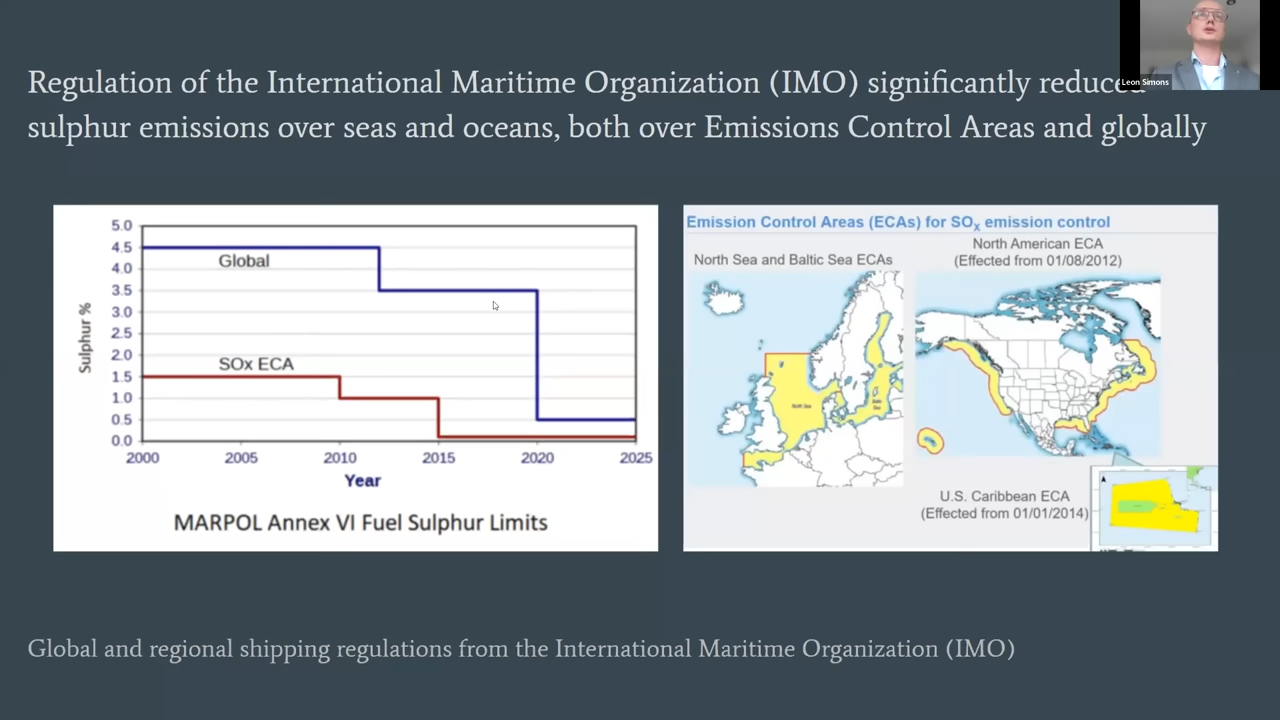 Leon Simons
Regulation of the International Maritime Organization (IMO) significantly reduced
sulphur emissions over seas and oceans, both over Emissions Control Areas and globally
5.0
4.5
4.0
3.5
3.0
2.5
2.0
1.5
1.0
0.5
0.0
Sulphur %
Global
SOx ECA
2000 2005 2010 2015 2020 2025
Year
MARPOL Annex VI Fuel Sulphur Limits
Emission Control Areas (ECAs) for SOx emission control
North Sea and Baltic Sea ECAs
North American ECA
(Effected from 01/08/2012)
North Sea
U.S. Caribbean ECA
(Effected from 01/01/2014)
Global and regional shipping regulations from the International Maritime Organization (IMO)